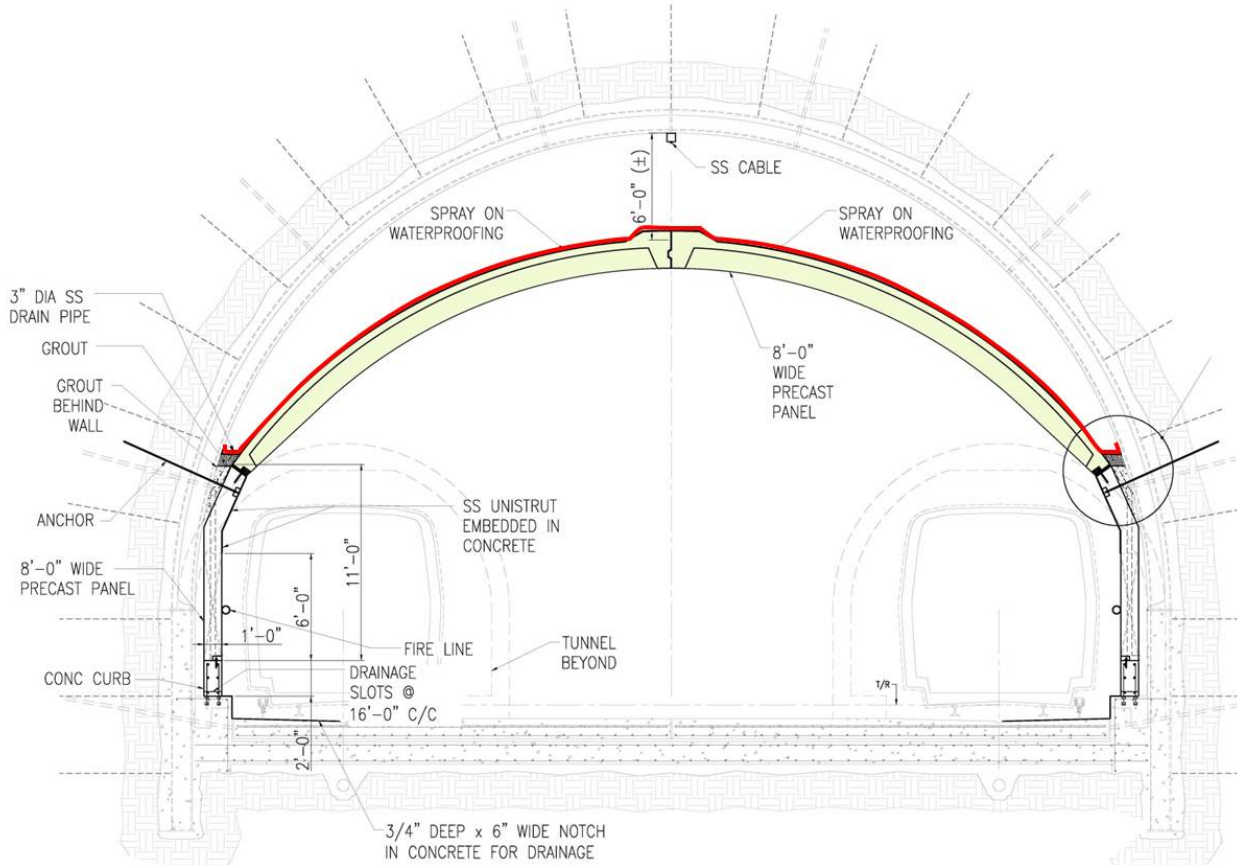 6'-0" (±)
SS CABLE
SPRAY ON
WATERPROOFING
SPRAY ON
WATERPROOFING
3" DIA SS
DRAIN PIPE
GROUT
GROUT
BEHIND
WALL
8'-0"
WIDE
PRECAST
PANEL
ANCHOR
SS UNISTRUT
EMBEDDED IN
CONCRETE
11'-0"
8'-0" WIDE
PRECAST PANEL
6'-0"
1'-0"
FIRE LINE
TUNNEL
BEYOND
CONC CURB
DRAINAGE
SLOTS @
16'-0" C/C
T/R
2'-0"
3/4" DEEP x 6" WIDE NOTCH
IN CONCRETE FOR DRAINAGE